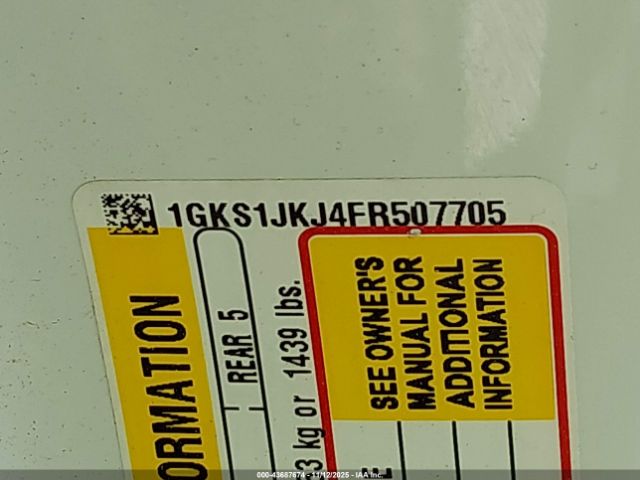 1GKS1JKJ4FR507705
ORMATION
REAR 5
3 kg or 1439 lbs.
SEE OWNER'S
MANUAL FOR
ADDITIONAL
INFORMATION
000-43687674 - 11/12/2025 - IAA Inc.